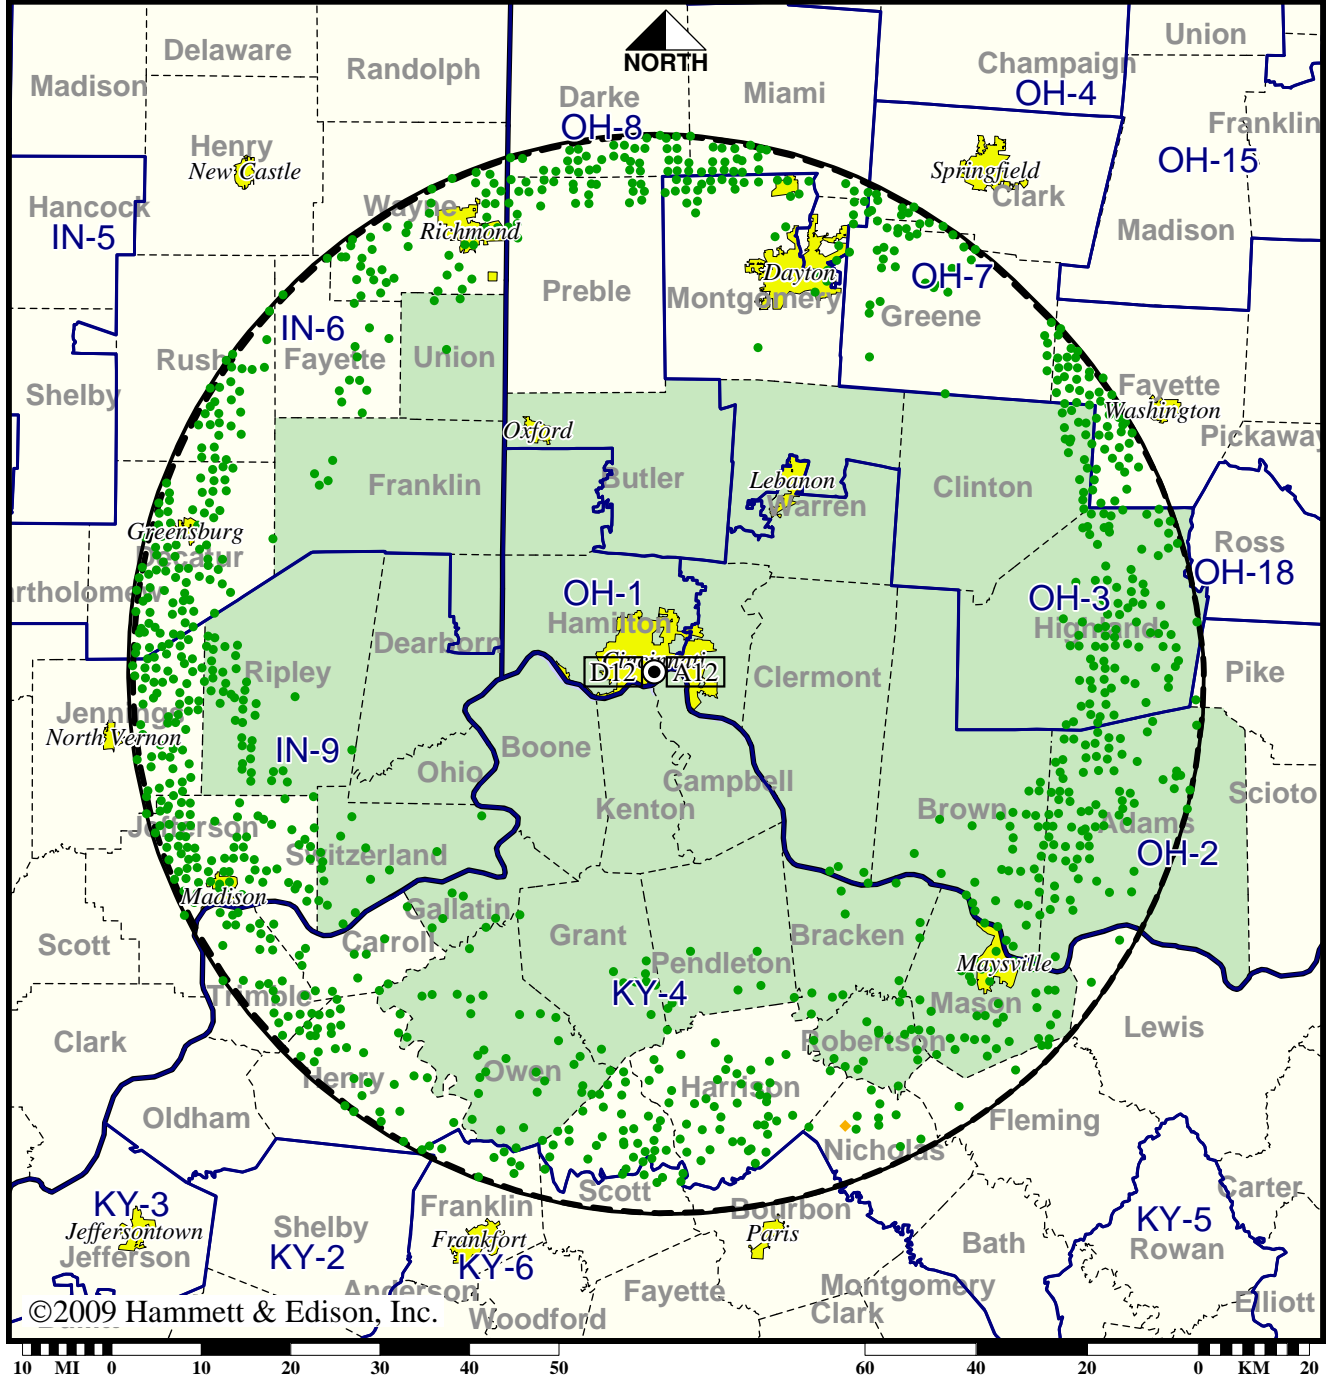 Delaware
Union
Randolph
NORTH
Champaign
Madison
Darke
Miami
OH-4
OH-8
Franklin
Henry
New Castle
Springfield
OH-15
Clark
Hancock
Wayne
IN-5
Richmond
Madison
Dayton
OH-7
Preble
Montgomery
Greene
IN-6
Rush
Fayette
Union
Shelby
Fayette
Washington
Oxford
Pickaway
Butler
Lebanon
Franklin
Clinton
Warren
Greensburg
Decatur
Ross
OH-18
OH-1
OH-3
Hamilton
Highland
Dearborn
Cincinnati
D12
A12
Ripley
Clermont
Pike
Jennings
North Vernon
Boone
IN-9
Ohio
Campbell
Scioto
Kenton
Brown
Jefferson
Adams
Switzerland
OH-2
Madison
Gallatin
Scott
Carroll
Grant
Bracken
Pendleton
Maysville
KY-4
Trimble
Mason
Clark
Robertson
Lewis
Henry
Owen
Harrison
Oldham
Fleming
Nicholas
KY-3
Scott
Carter
Franklin
Bourbon
Jeffersontown
Shelby
Frankfort
Paris
KY-5
Jefferson
KY-2
KY-6
Bath
Rowan
Anderson
Fayette
Montgomery
©2009 Hammett & Edison, Inc.
Woodford
Clark
Elliott
10 MI 0 10 20 30 40 50 60 40 20 0 KM 20